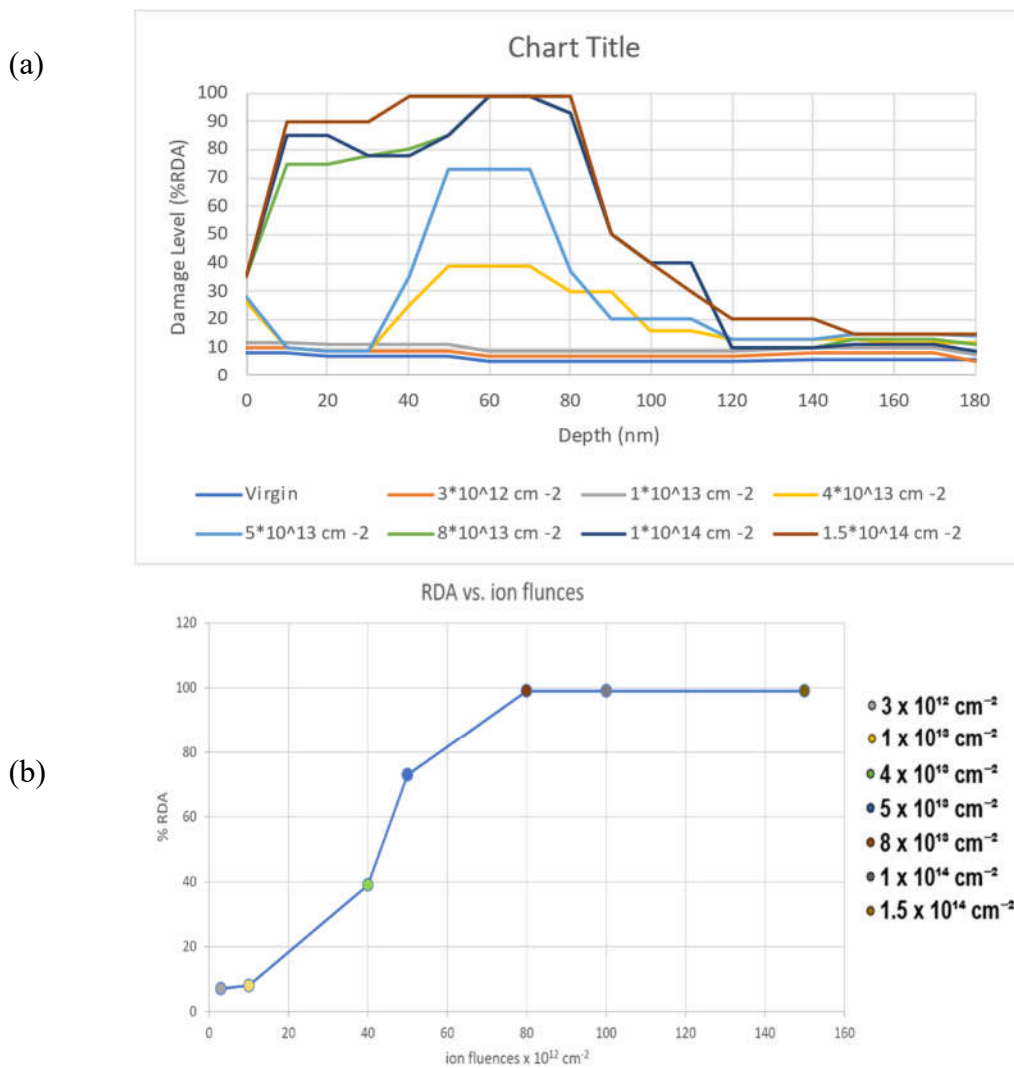 (a)
Chart Title
Damage Level (%RDA)
100
90
80
70
60
50
40
30
20
10
0
0 20 40 60 80 100 120 140 160 180
Depth (nm)
Virgin 3*10^12 cm -2 1*10^13 cm -2 4*10^13 cm -2
5*10^13 cm -2 8*10^13 cm -2 1*10^14 cm -2 1.5*10^14 cm -2
(b)
RDA vs. ion flunces
% RDA
120
100
80
60
40
20
0
0 20 40 60 80 100 120 140 160
ion fluences x 10¹² cm⁻²
3 x 10¹² cm⁻²
1 x 10¹³ cm⁻²
4 x 10¹³ cm⁻²
5 x 10¹³ cm⁻²
8 x 10¹³ cm⁻²
1 x 10¹⁴ cm⁻²
1.5 x 10¹⁴ cm⁻²